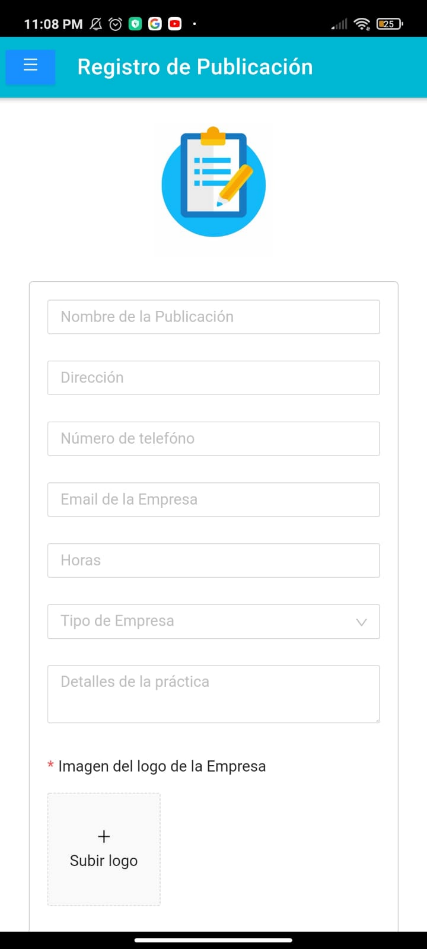 11:08 PM
25
Registro de Publicación
Nombre de la Publicación
Dirección
Número de telefóno
Email de la Empresa
Horas
Tipo de Empresa
Detalles de la práctica
* Imagen del logo de la Empresa
+
Subir logo